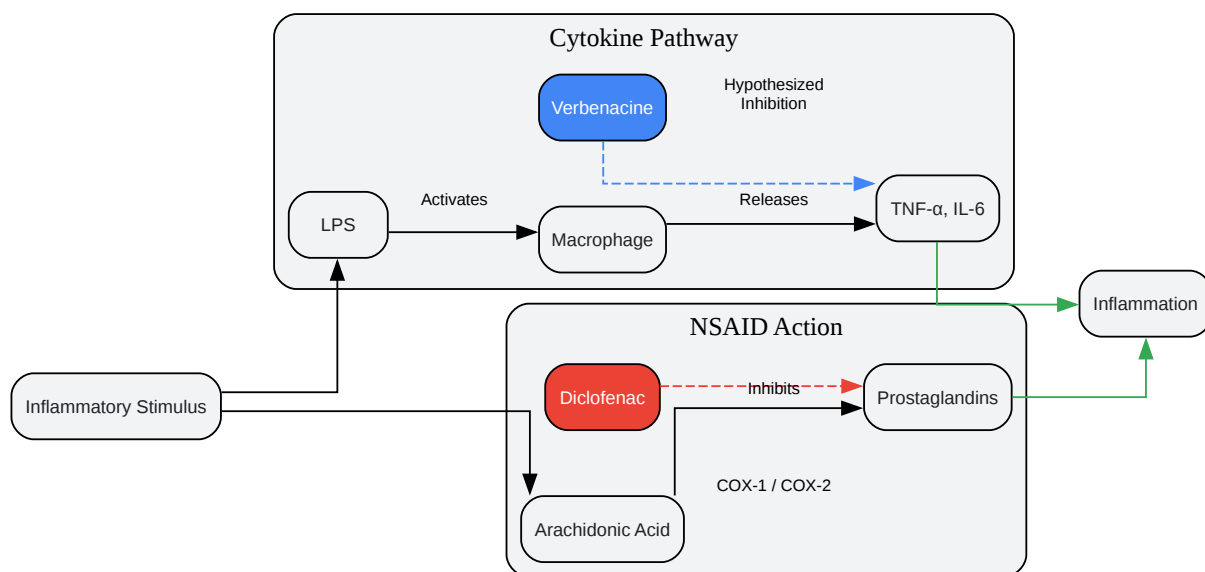 Cytokine Pathway
Verbenacine
Hypothesized
Inhibition
LPS
Activates
Macrophage
Releases
TNF-α, IL-6
Inflammation
NSAID Action
Inflammatory Stimulus
Diclofenac
Inhibits
Prostaglandins
COX-1 / COX-2
Arachidonic Acid